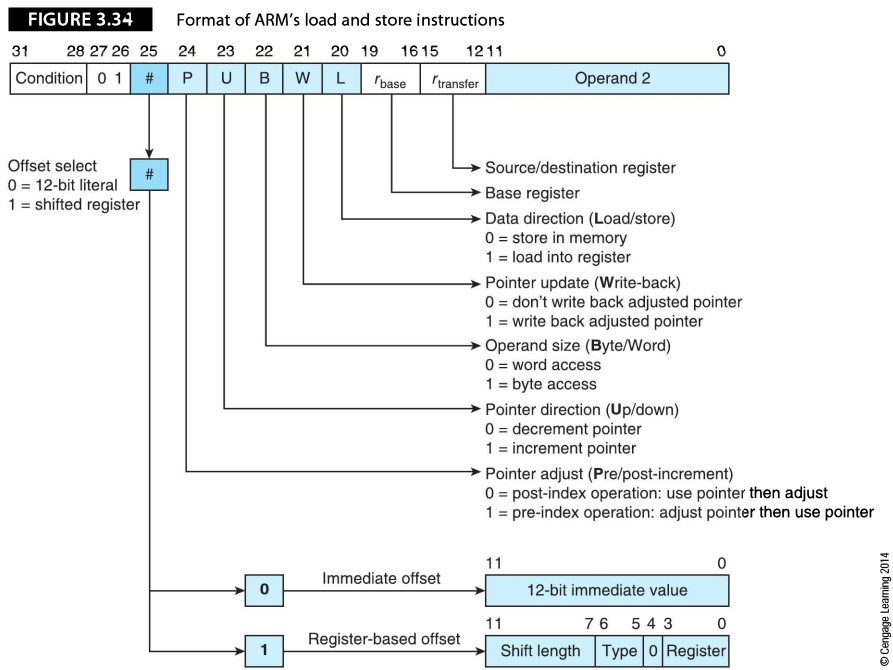 FIGURE 3.34 Format of ARM's load and store instructions
31 28 27 26 25 24 23 22 21 20 19 16 15 12 11 0
Condition 0 1 # P U B W L r base r transfer Operand 2
Offset select
0 = 12-bit literal
1 = shifted register
#
Source/destination register
Base register
Data direction (Load/store)
0 = store in memory
1 = load into register
Pointer update (Write-back)
0 = don't write back adjusted pointer
1 = write back adjusted pointer
Operand size (Byte/Word)
0 = word access
1 = byte access
Pointer direction (Up/down)
0 = decrement pointer
1 = increment pointer
Pointer adjust (Pre/post-increment)
0 = post-index operation: use pointer then adjust
1 = pre-index operation: adjust pointer then use pointer
11 0
0 Immediate offset 12-bit immediate value
11 7 6 5 4 3 0
1 Register-based offset Shift length Type 0 Register
© Cengage Learning 2014